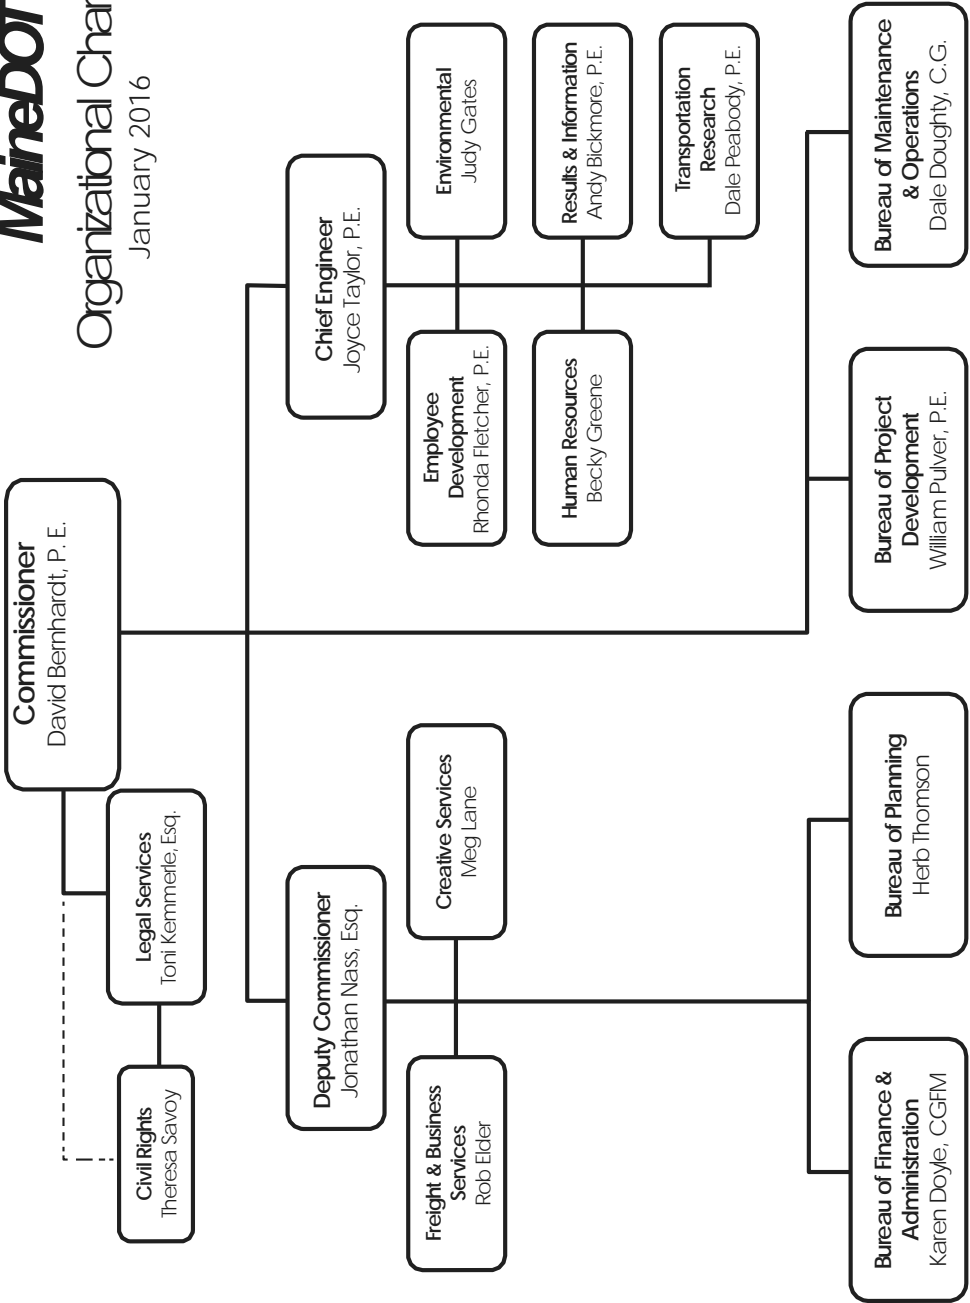 MaineDOT
Organizational Char
January 2016
Commissioner
David Bernhardt, P. E.
Legal Services
Toni Kemmerle, Esq.
Civil Rights
Theresa Savoy
Deputy Commissioner
Jonathan Nass, Esq.
Chief Engineer
Joyce Taylor, P.E.
Freight & Business
Services
Rob Elder
Creative Services
Meg Lane
Employee
Development
Rhonda Fletcher, P.E.
Environmental
Judy Gates
Human Resources
Becky Greene
Results & Information
Andy Bickmore, P.E.
Transportation
Research
Dale Peabody, P.E.
Bureau of Finance &
Administration
Karen Doyle, CGFM
Bureau of Planning
Herb Thomson
Bureau of Project
Development
William Pulver, P.E.
Bureau of Maintenance
& Operations
Dale Doughty, C.G.